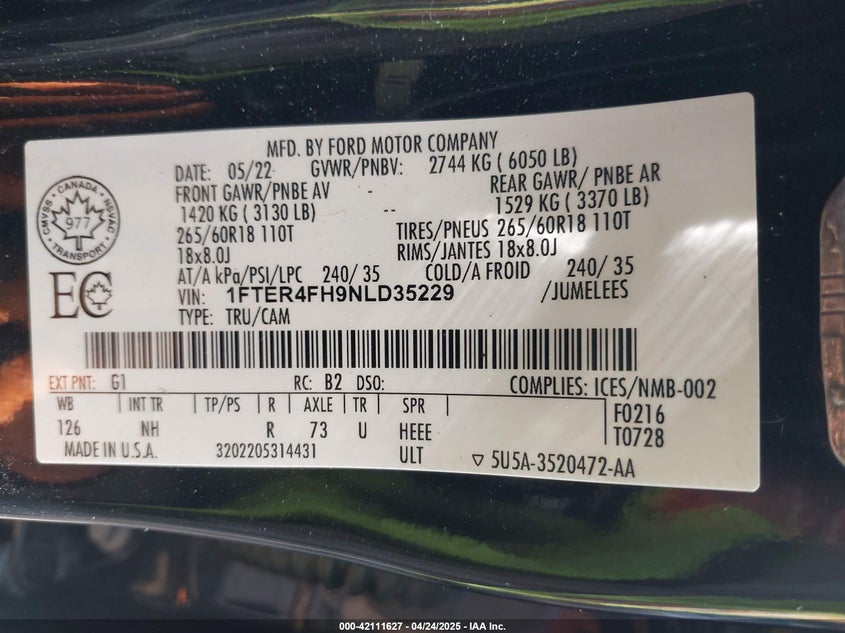 MFD. BY FORD MOTOR COMPANY
DATE: 05/22 GVWR/PNBV: 2744 KG ( 6050 LB)
FRONT GAWR/PNBE AV - REAR GAWR/ PNBE AR
1420 KG ( 3130 LB) -- 1529 KG ( 3370 LB)
265/60R18 110T TIRES/PNEUS 265/60R18 110T
18x8.0J RIMS/JANTES 18x8.0J
AT/A kPa/PSI/LPC 240/ 35 COLD/A FROID 240/ 35
VIN: 1FTER4FH9NLD35229 /JUMELEES
TYPE: TRU/CAM
CANADA
CMVSS NSVAC
977
TRANSPORT
EC
EXT PNT: G1 RC: B2 DSO: COMPLIES: ICES/NMB-002
WB INT TR TP/PS R AXLE TR SPR F0216
126 NH R 73 U HEEE T0728
MADE IN U.S.A. 3202205314431 ULT ▽ 5U5A-3520472-AA
000-42111627 - 04/24/2025 - IAA Inc.